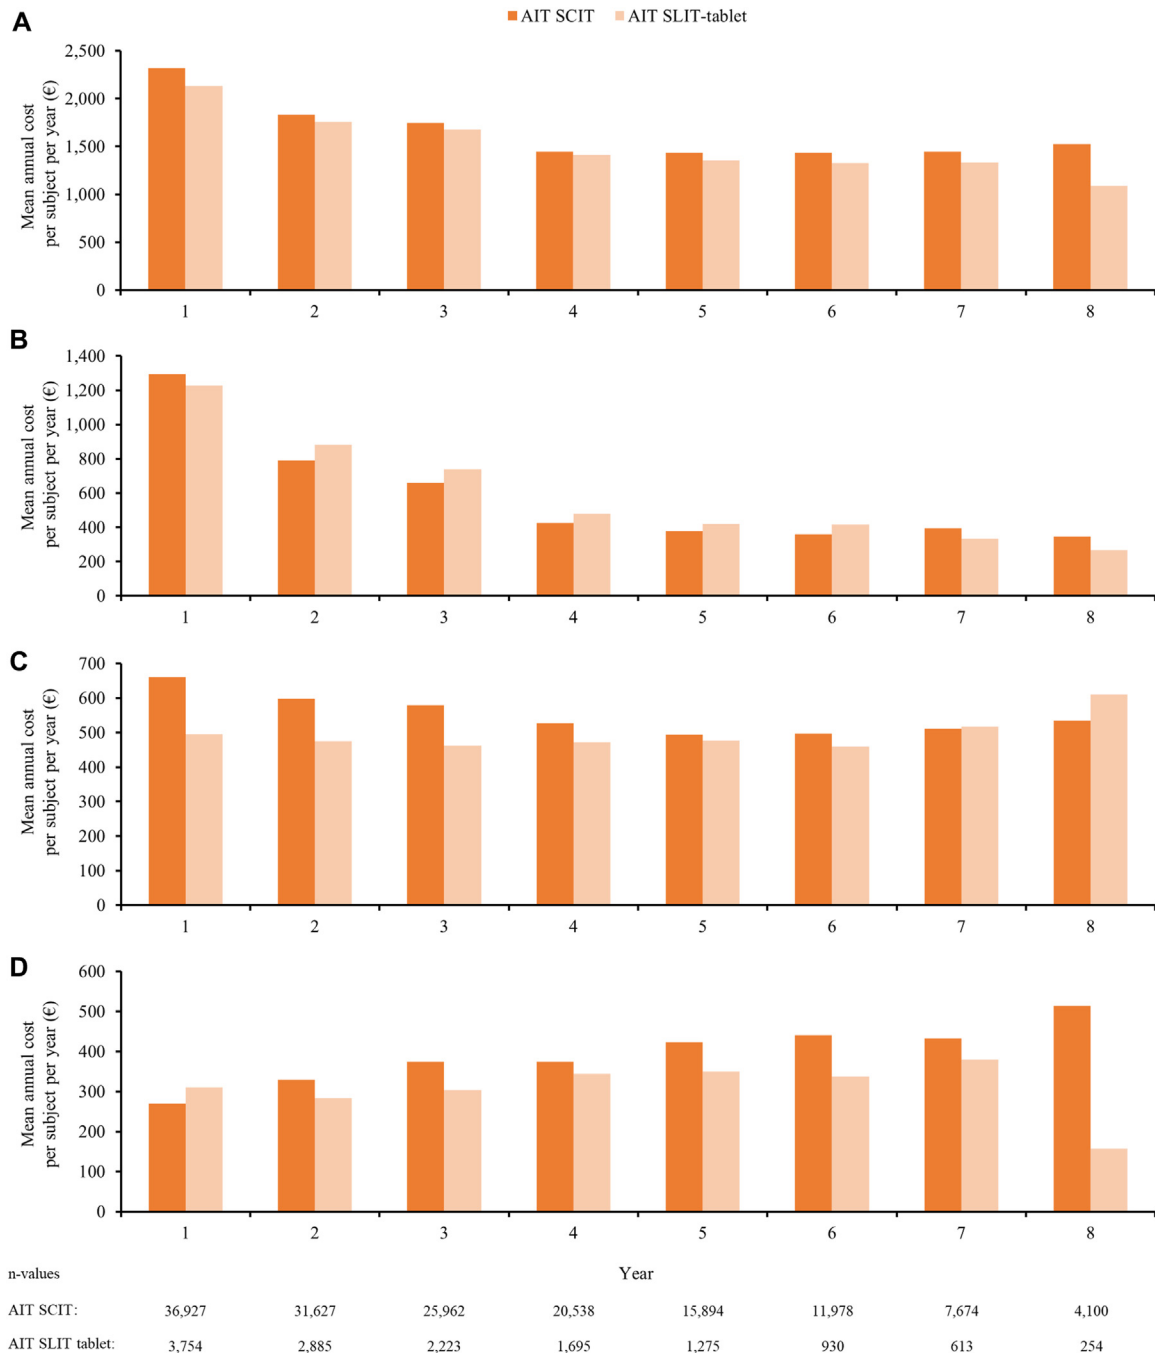 A
AIT SCIT AIT SLIT-tablet
Mean annual cost
per subject per year (€)
2,500
2,000
1,500
1,000
500
0
1 2 3 4 5 6 7 8
B
Mean annual cost
per subject per year (€)
1,400
1,200
1,000
800
600
400
200
0
1 2 3 4 5 6 7 8
C
Mean annual cost
per subject per year (€)
700
600
500
400
300
200
100
0
1 2 3 4 5 6 7 8
D
Mean annual cost
per subject per year (€)
600
500
400
300
200
100
0
1 2 3 4 5 6 7 8
n-values Year
AIT SCIT: 36,927 31,627 25,962 20,538 15,894 11,978 7,674 4,100
AIT SLIT tablet: 3,754 2,885 2,223 1,695 1,275 930 613 254